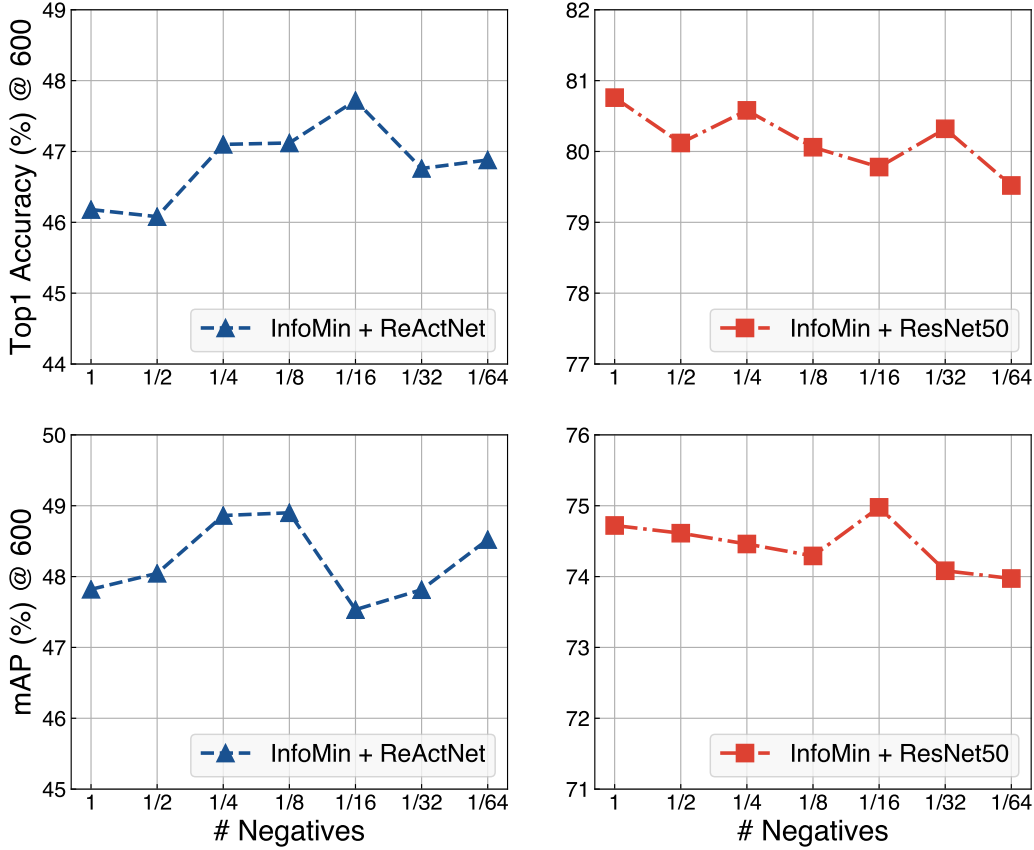 Top1 Accuracy (%) @ 600
49
48
47
46
45
44
InfoMin + ReActNet
1 1/2 1/4 1/8 1/16 1/32 1/64
82
81
80
79
78
77
InfoMin + ResNet50
1 1/2 1/4 1/8 1/16 1/32 1/64
mAP (%) @ 600
50
49
48
47
46
45
InfoMin + ReActNet
1 1/2 1/4 1/8 1/16 1/32 1/64
# Negatives
76
75
74
73
72
71
InfoMin + ResNet50
1 1/2 1/4 1/8 1/16 1/32 1/64
# Negatives